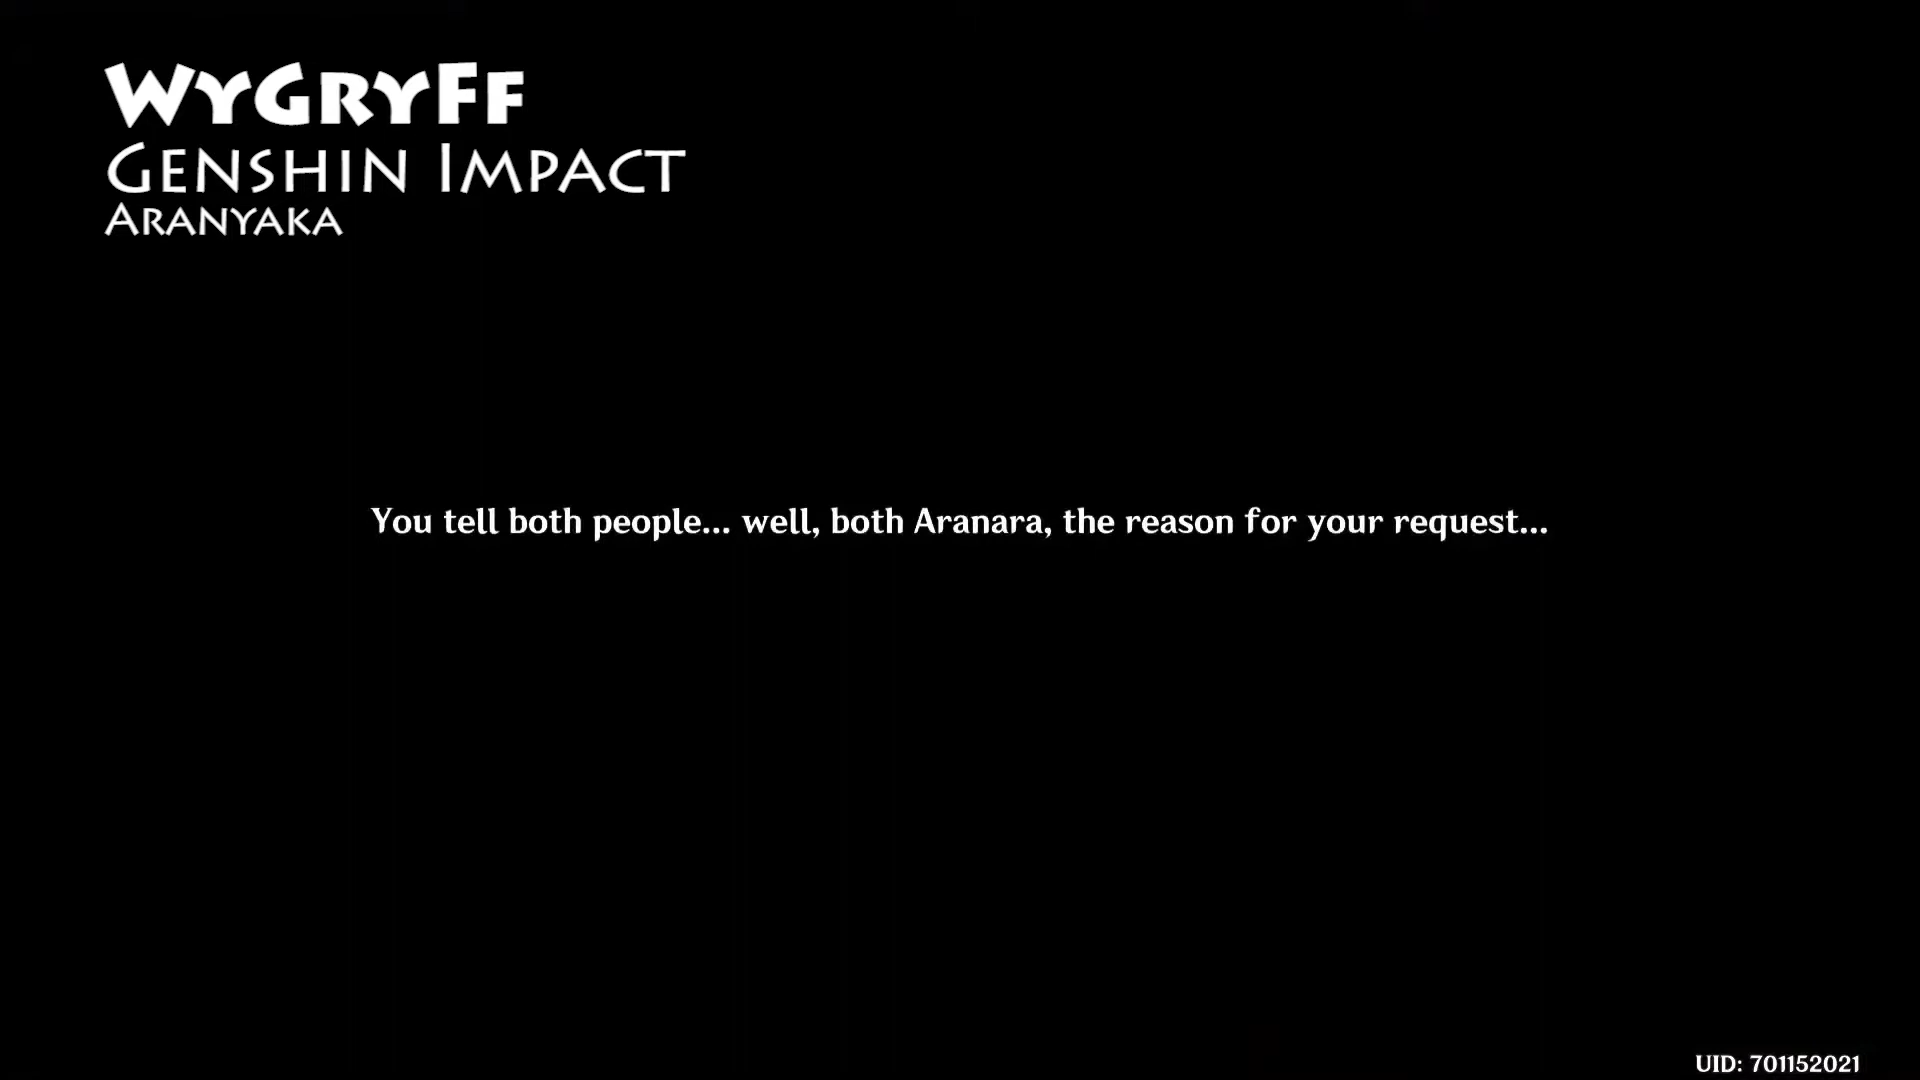 WyGryFf
Genshin Impact
Aranyaka
You tell both people... well, both Aranara, the reason for your request...
UID: 701152021